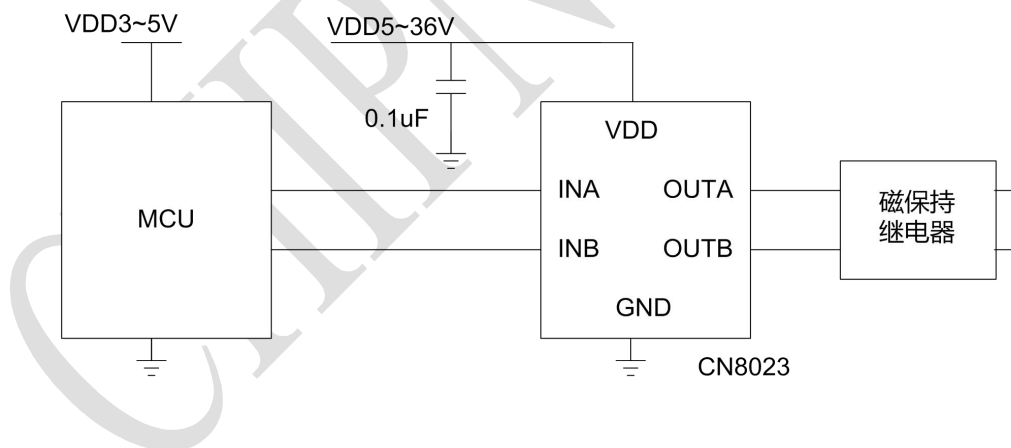 VDD3~5V
VDD5~36V
0.1uF
VDD
MCU
INA
OUTA
INB
OUTB
GND
磁保持
继电器
CN8023
CHIPN